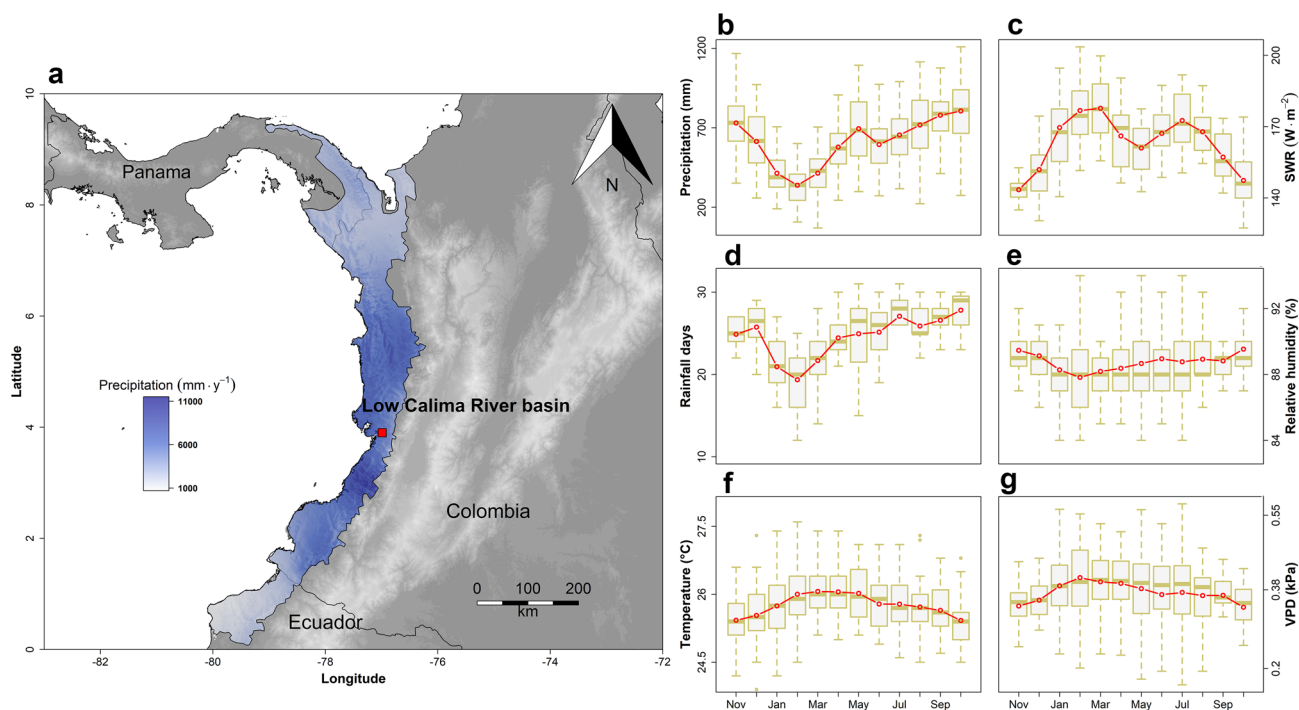 a
10
8
6
4
2
0
Latitude
-82
-80
-78
-76
-74
-72
Longitude
Panama
N
Precipitation (mm · y⁻¹)
11000
6000
1000
Low Calima River basin
Colombia
Ecuador
0 100 200
km
b
Precipitation (mm)
1200
700
200
c
200
170
140
SWR (W · m⁻²)
d
Rainfall days
30
20
10
e
92
88
84
Relative humidity (%)
f
Temperature (°C)
27.5
26
24.5
Nov Jan Mar May Jul Sep
g
0.55
0.38
0.2
VPD (kPa)
Nov Jan Mar May Jul Sep